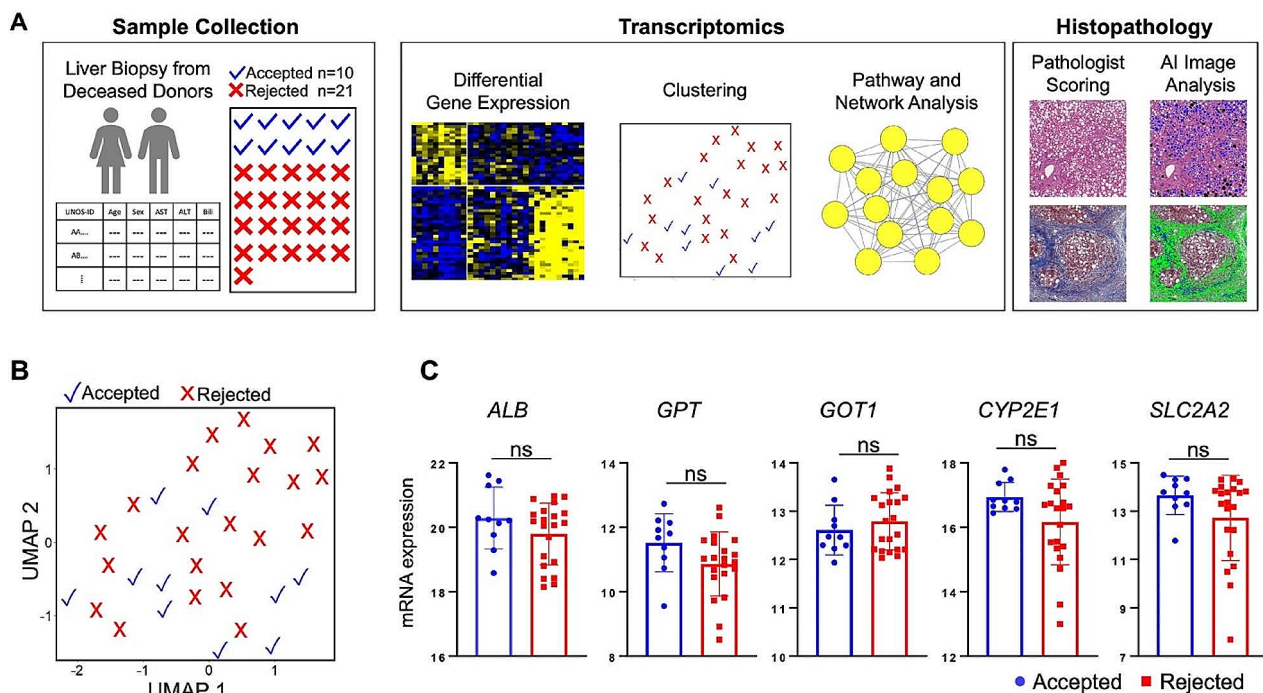 A
Sample Collection
Liver Biopsy from
Deceased Donors
Accepted n=10
Rejected n=21
UNOS-ID Age Sex AST ALT Bili
AA.... --- --- --- --- ---
AB.... --- --- --- --- ---
⁞ --- --- --- --- ---
Transcriptomics
Differential
Gene Expression
Clustering
Pathway and
Network Analysis
Histopathology
Pathologist
Scoring
AI Image
Analysis
B
Accepted Rejected
UMAP 2
1
0
-1
-2 -1 0 1
UMAP 1
C
mRNA expression
ALB
ns
22
20
18
16
GPT
ns
14
12
10
8
GOT1
ns
14
13
12
11
10
CYP2E1
ns
18
16
14
12
SLC2A2
ns
15
13
11
9
7
Accepted Rejected